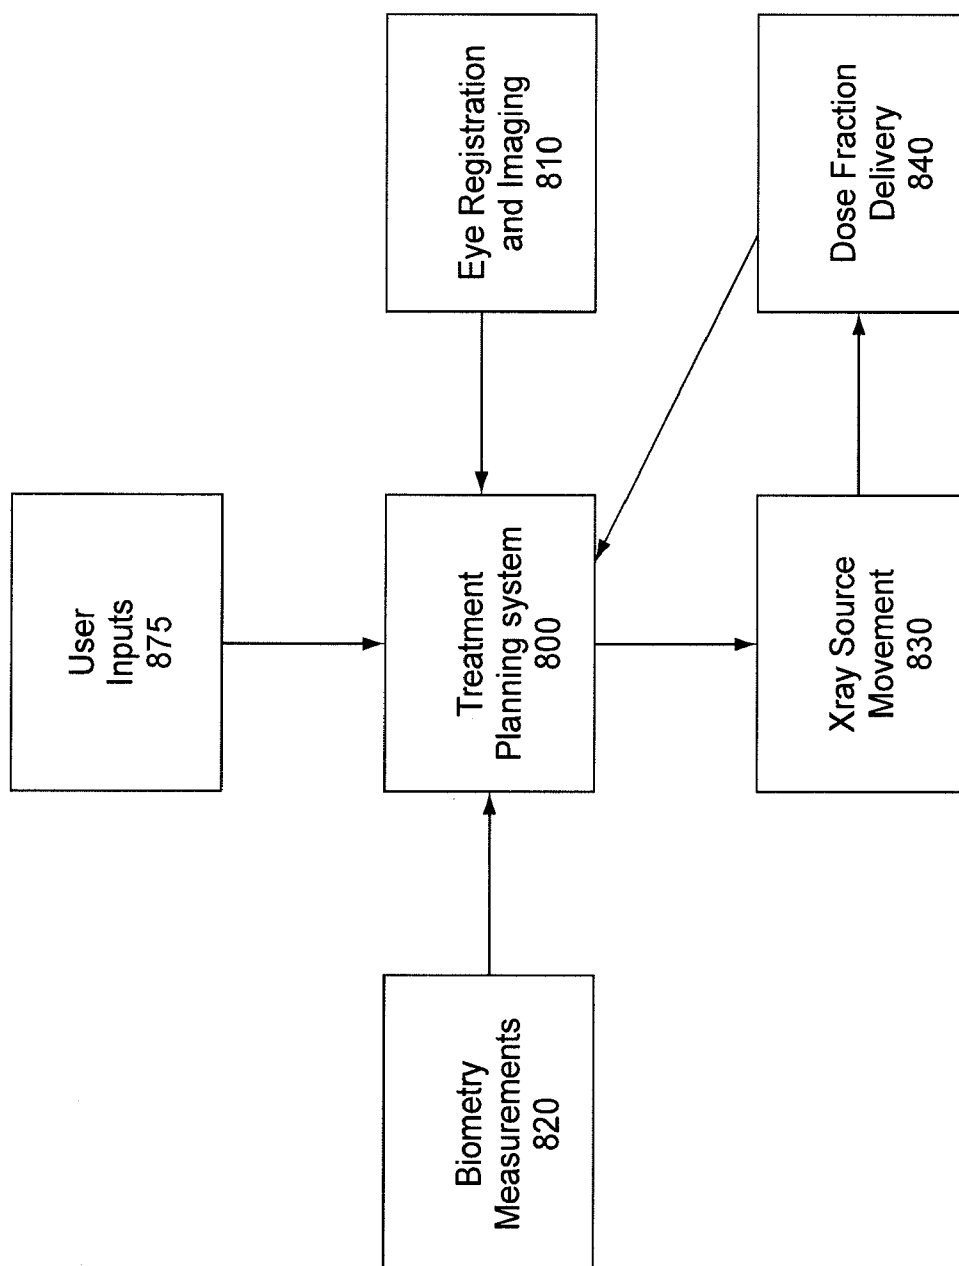 User
Inputs
875
Biometry
Measurements
820
Treatment
Planning system
800
Eye Registration
and Imaging
810
Xray Source
Movement
830
Dose Fraction
Delivery
840